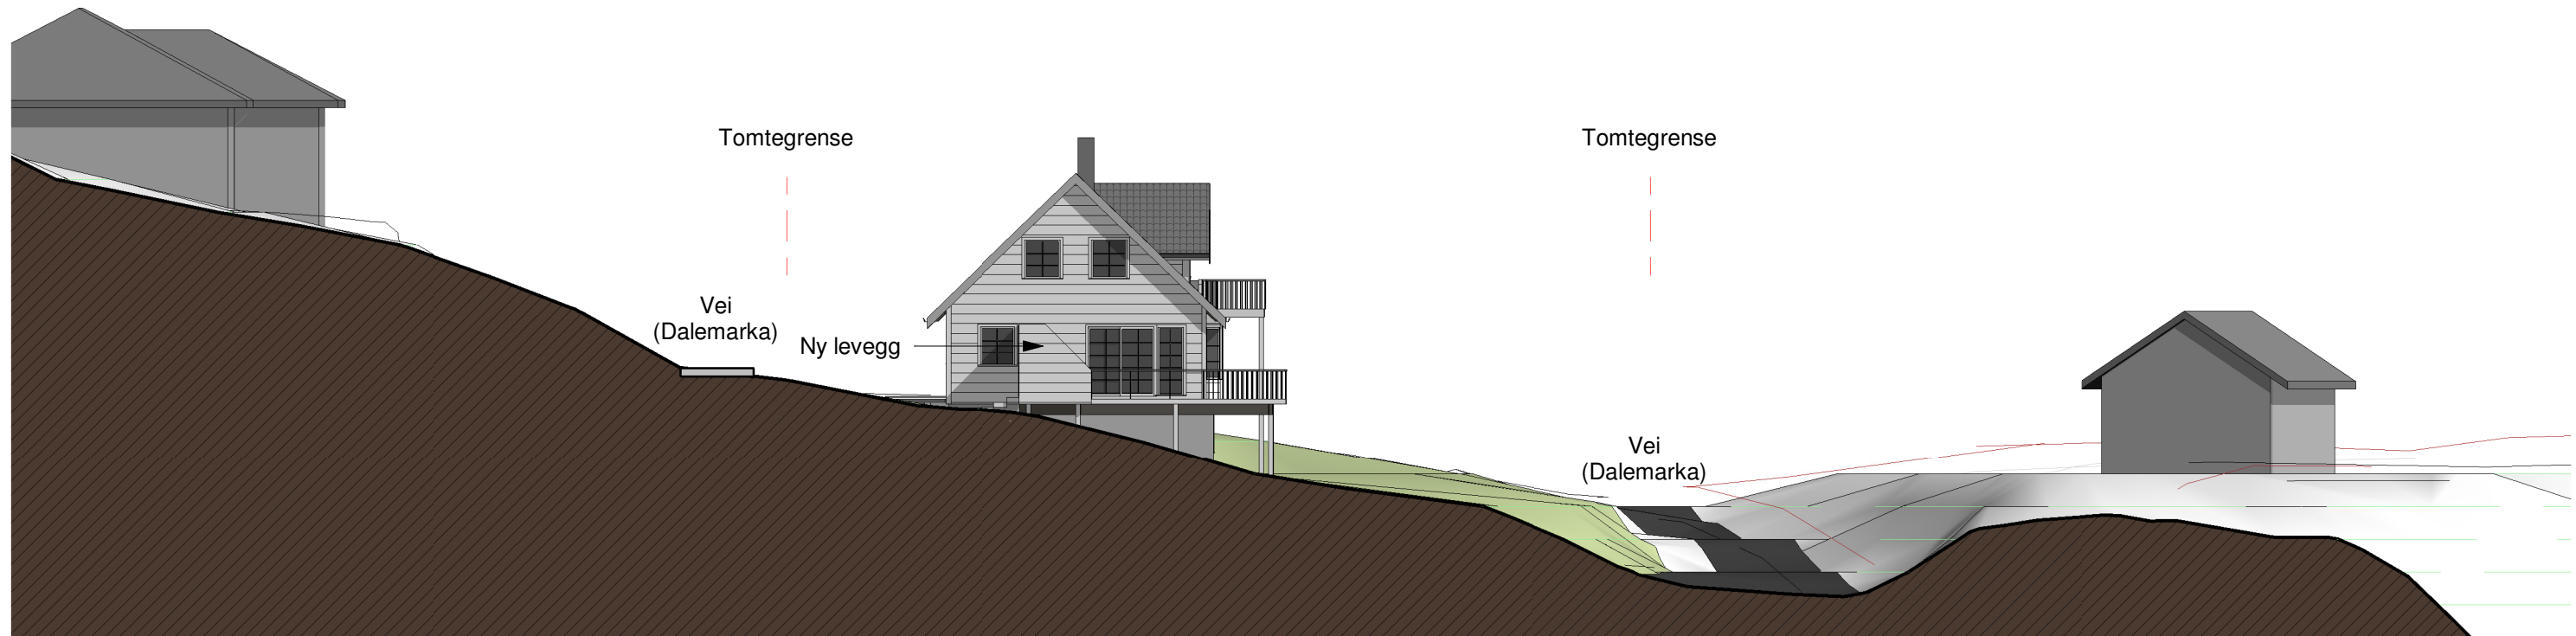 Tomtegrense
Tomtegrense
Vei
(Dalemarka)
Ny levegg
Vei
(Dalemarka)